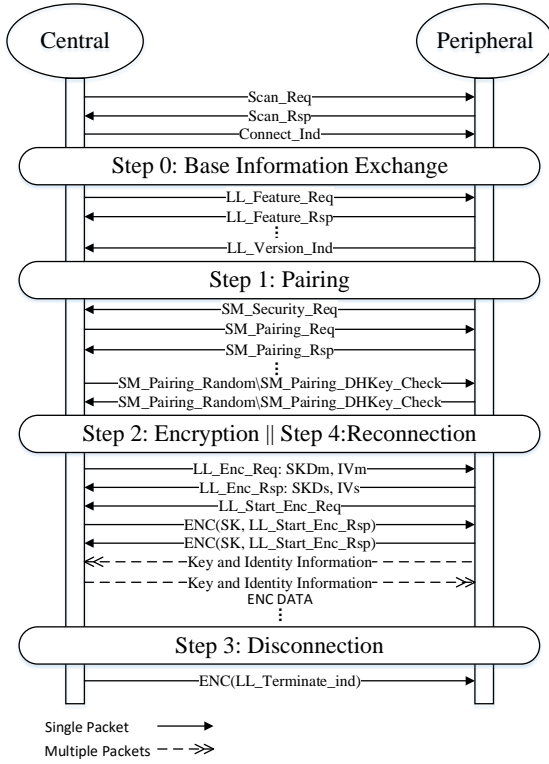 Central
Peripheral
Scan_Req
Scan_Rsp
Connect_Ind
Step 0: Base Information Exchange
LL_Feature_Req
LL_Feature_Rsp
LL_Version_Ind
Step 1: Pairing
SM_Security_Req
SM_Pairing_Req
SM_Pairing_Rsp
SM_Pairing_Random\SM_Pairing_DHKey_Check
SM_Pairing_Random\SM_Pairing_DHKey_Check
Step 2: Encryption || Step 4:Reconnection
LL_Enc_Req: SKDm, IVm
LL_Enc_Rsp: SKDs, IVs
LL_Start_Enc_Req
ENC(SK, LL_Start_Enc_Rsp)
ENC(SK, LL_Start_Enc_Rsp)
Key and Identity Information
Key and Identity Information
ENC DATA
Step 3: Disconnection
ENC(LL_Terminate_ind)
Single Packet
Multiple Packets